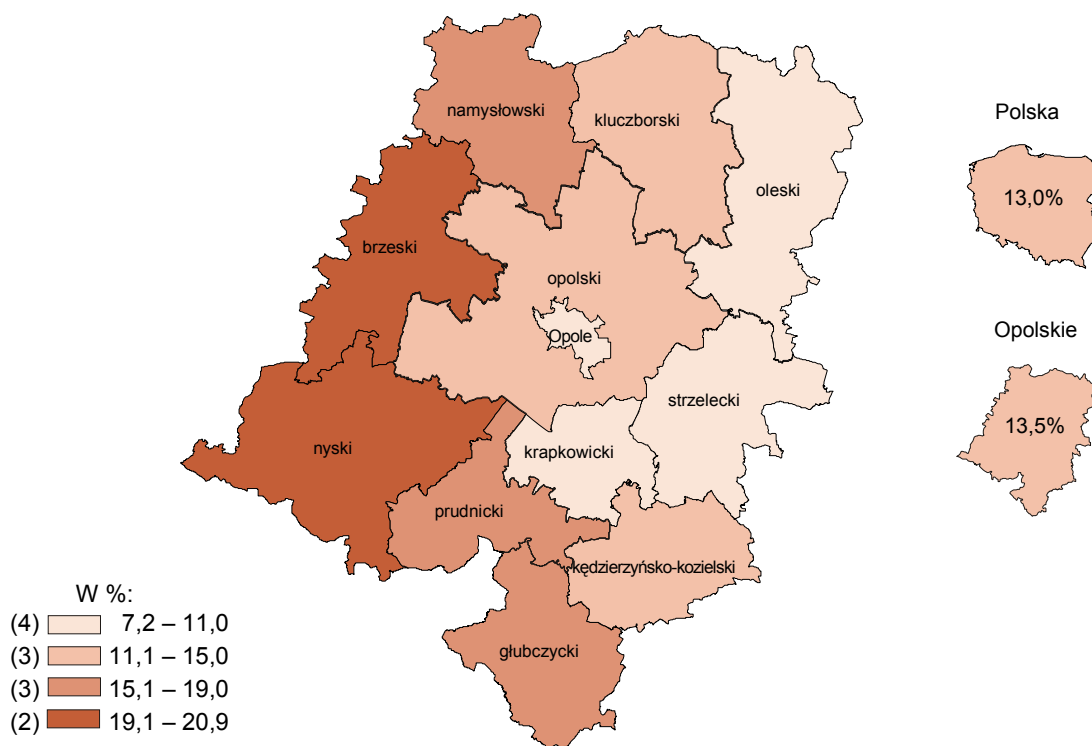 namysłowski
kluczborski
oleski
brzeski
opolski
Opole
strzelecki
nyski
krapkowicki
prudnicki
kędzierzyńsko-kozielski
głubczycki
Polska
13,0%
Opolskie
13,5%
W %:
(4) 7,2 – 11,0
(3) 11,1 – 15,0
(3) 15,1 – 19,0
(2) 19,1 – 20,9